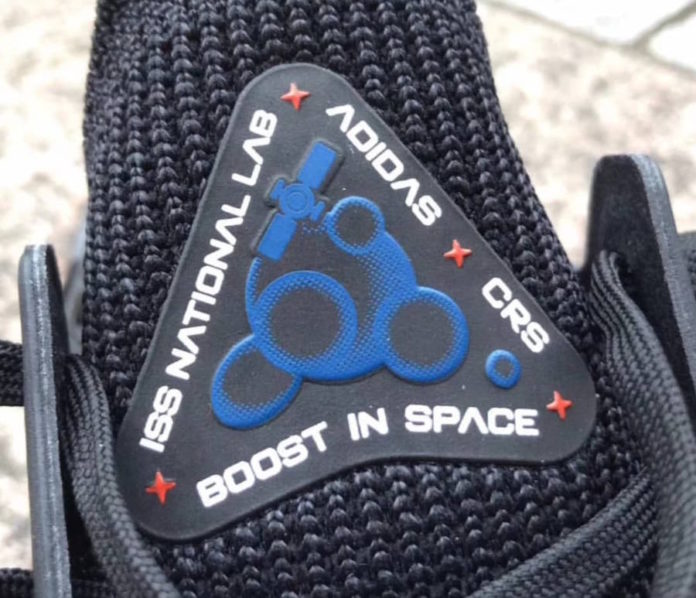 ISS NATIONAL LAB
ADIDAS
CRS
BOOST IN SPACE